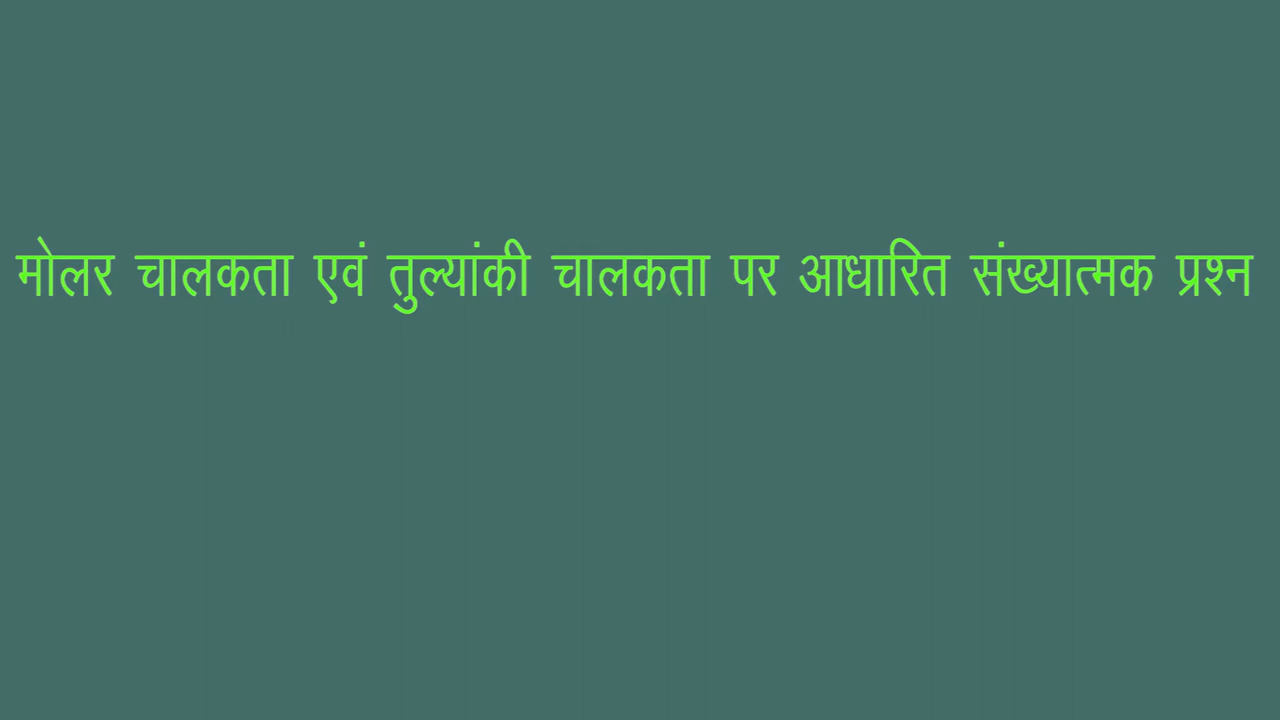 मोलर चालकता एवं तुल्यांकी चालकता पर आधारित संख्यात्मक प्रश्न